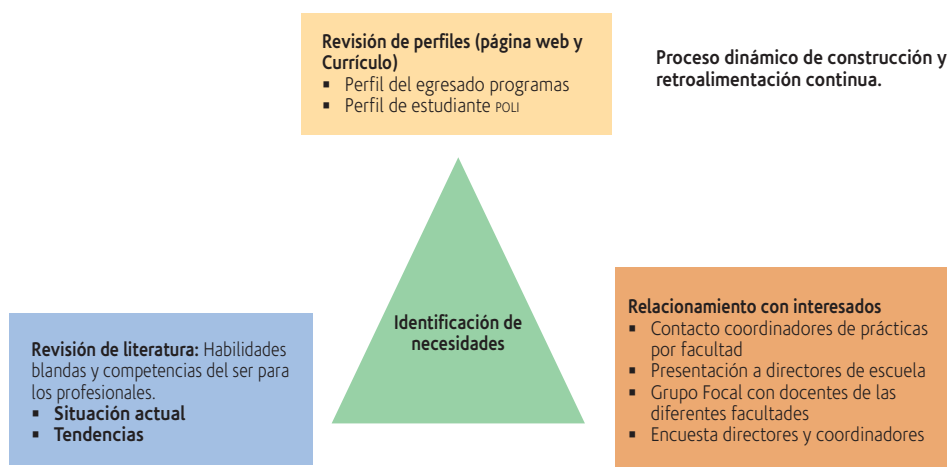 Revisión de perfiles (página web y
Currículo)
▪ Perfil del egresado programas
▪ Perfil de estudiante POLI
Proceso dinámico de construcción y
retroalimentación continua.
Identificación de
necesidades
Revisión de literatura: Habilidades
blandas y competencias del ser para
los profesionales.
▪ Situación actual
▪ Tendencias
Relacionamiento con interesados
▪ Contacto coordinadores de prácticas
por facultad
▪ Presentación a directores de escuela
▪ Grupo Focal con docentes de las
diferentes facultades
▪ Encuesta directores y coordinadores